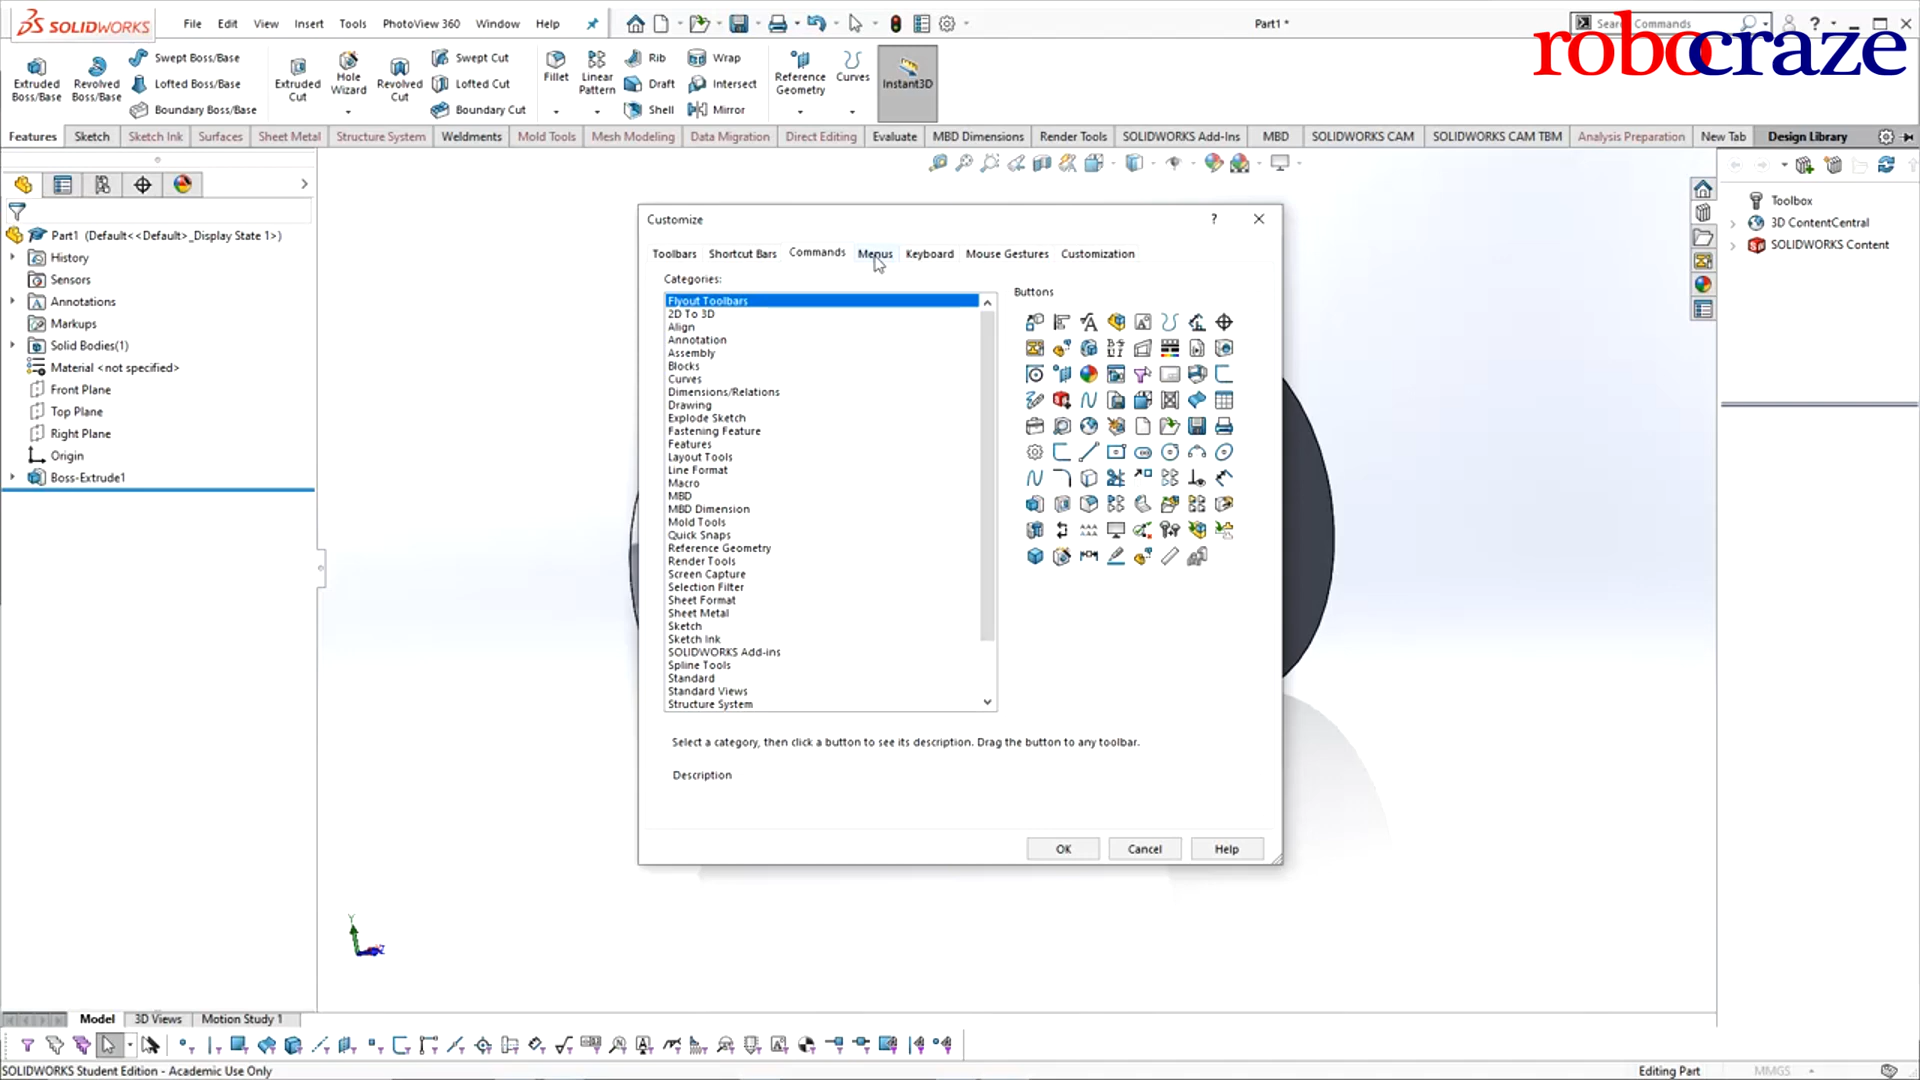 SOLIDWORKS
File Edit View Insert Tools PhotoView 360 Window Help
Part1 *
Search Commands
robocraze
Extruded Boss/Base
Revolved Boss/Base
Swept Boss/Base
Lofted Boss/Base
Boundary Boss/Base
Extruded Cut
Hole Wizard
Revolved Cut
Swept Cut
Lofted Cut
Boundary Cut
Fillet
Linear Pattern
Rib
Draft
Shell
Wrap
Intersect
Mirror
Reference Geometry
Curves
Instant3D
Features Sketch Sketch Ink Surfaces Sheet Metal Structure System Weldments Mold Tools Mesh Modeling Data Migration Direct Editing Evaluate MBD Dimensions Render Tools SOLIDWORKS Add-Ins MBD SOLIDWORKS CAM SOLIDWORKS CAM TBM Analysis Preparation New Tab Design Library
Part1 (Default<<Default>_Display State 1>)
History
Sensors
Annotations
Markups
Solid Bodies(1)
Material <not specified>
Front Plane
Top Plane
Right Plane
Origin
Boss-Extrude1
Customize
Toolbars Shortcut Bars Commands Menus Keyboard Mouse Gestures Customization
Categories:
Flyout Toolbars
2D To 3D
Align
Annotation
Assembly
Blocks
Curves
Dimensions/Relations
Drawing
Explode Sketch
Fastening Feature
Features
Layout Tools
Line Format
Macro
MBD
MBD Dimension
Mold Tools
Quick Snaps
Reference Geometry
Render Tools
Screen Capture
Selection Filter
Sheet Format
Sheet Metal
Sketch
Sketch Ink
SOLIDWORKS Add-ins
Spline Tools
Standard
Standard Views
Structure System
Buttons
Select a category, then click a button to see its description. Drag the button to any toolbar.
Description
OK Cancel Help
Toolbox
3D ContentCentral
SOLIDWORKS Content
Y
Z
Model 3D Views Motion Study 1
SOLIDWORKS Student Edition - Academic Use Only
Editing Part
MMGS